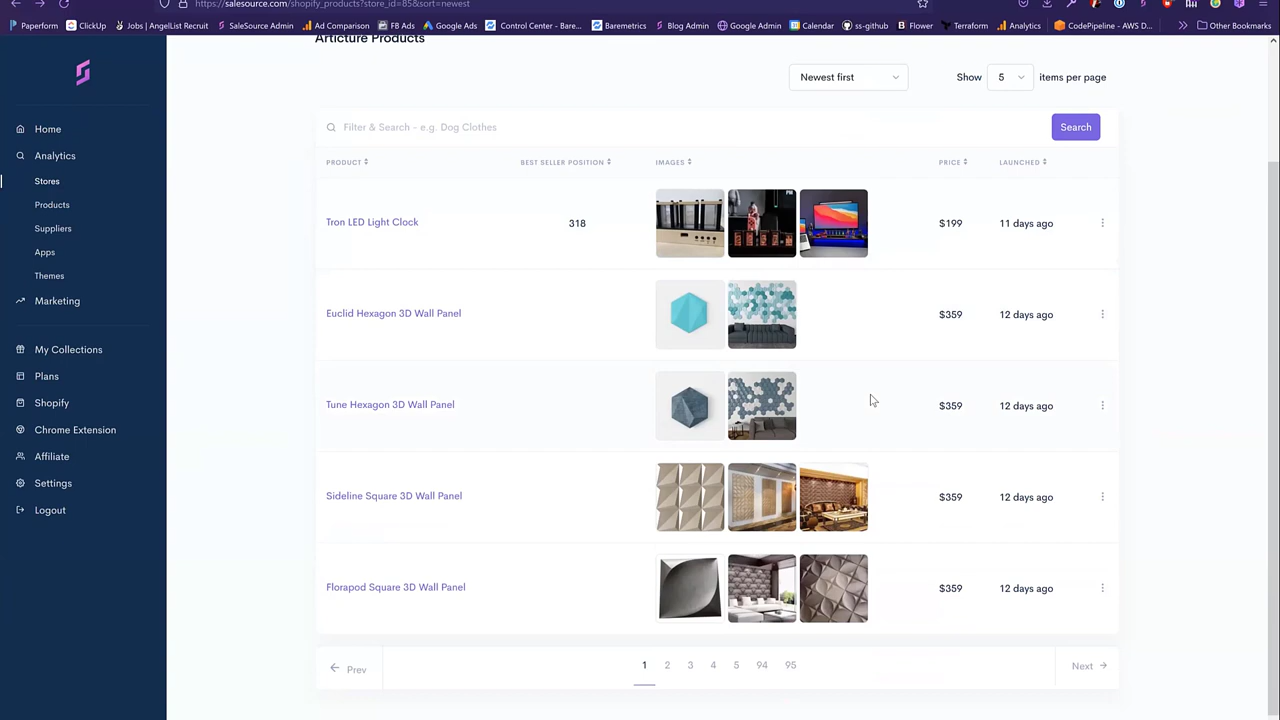 https://salesource.com/shopify_products?store_id=85&sort=newest
Paperform ClickUp Jobs | AngelList Recruit SaleSource Admin Ad Comparison FB Ads Google Ads Control Center - Bare... Baremetrics Blog Admin Google Admin Calendar ss-github Flower Terraform Analytics CodePipeline - AWS D... Other Bookmarks
Articture Products
Newest first Show 5 items per page
Filter & Search - e.g. Dog Clothes Search
PRODUCT BEST SELLER POSITION IMAGES PRICE LAUNCHED
Tron LED Light Clock 318 $199 11 days ago
Euclid Hexagon 3D Wall Panel $359 12 days ago
Tune Hexagon 3D Wall Panel $359 12 days ago
Sideline Square 3D Wall Panel $359 12 days ago
Florapod Square 3D Wall Panel $359 12 days ago
Prev 1 2 3 4 5 94 95 Next
Home
Analytics
Stores
Products
Suppliers
Apps
Themes
Marketing
My Collections
Plans
Shopify
Chrome Extension
Affiliate
Settings
Logout